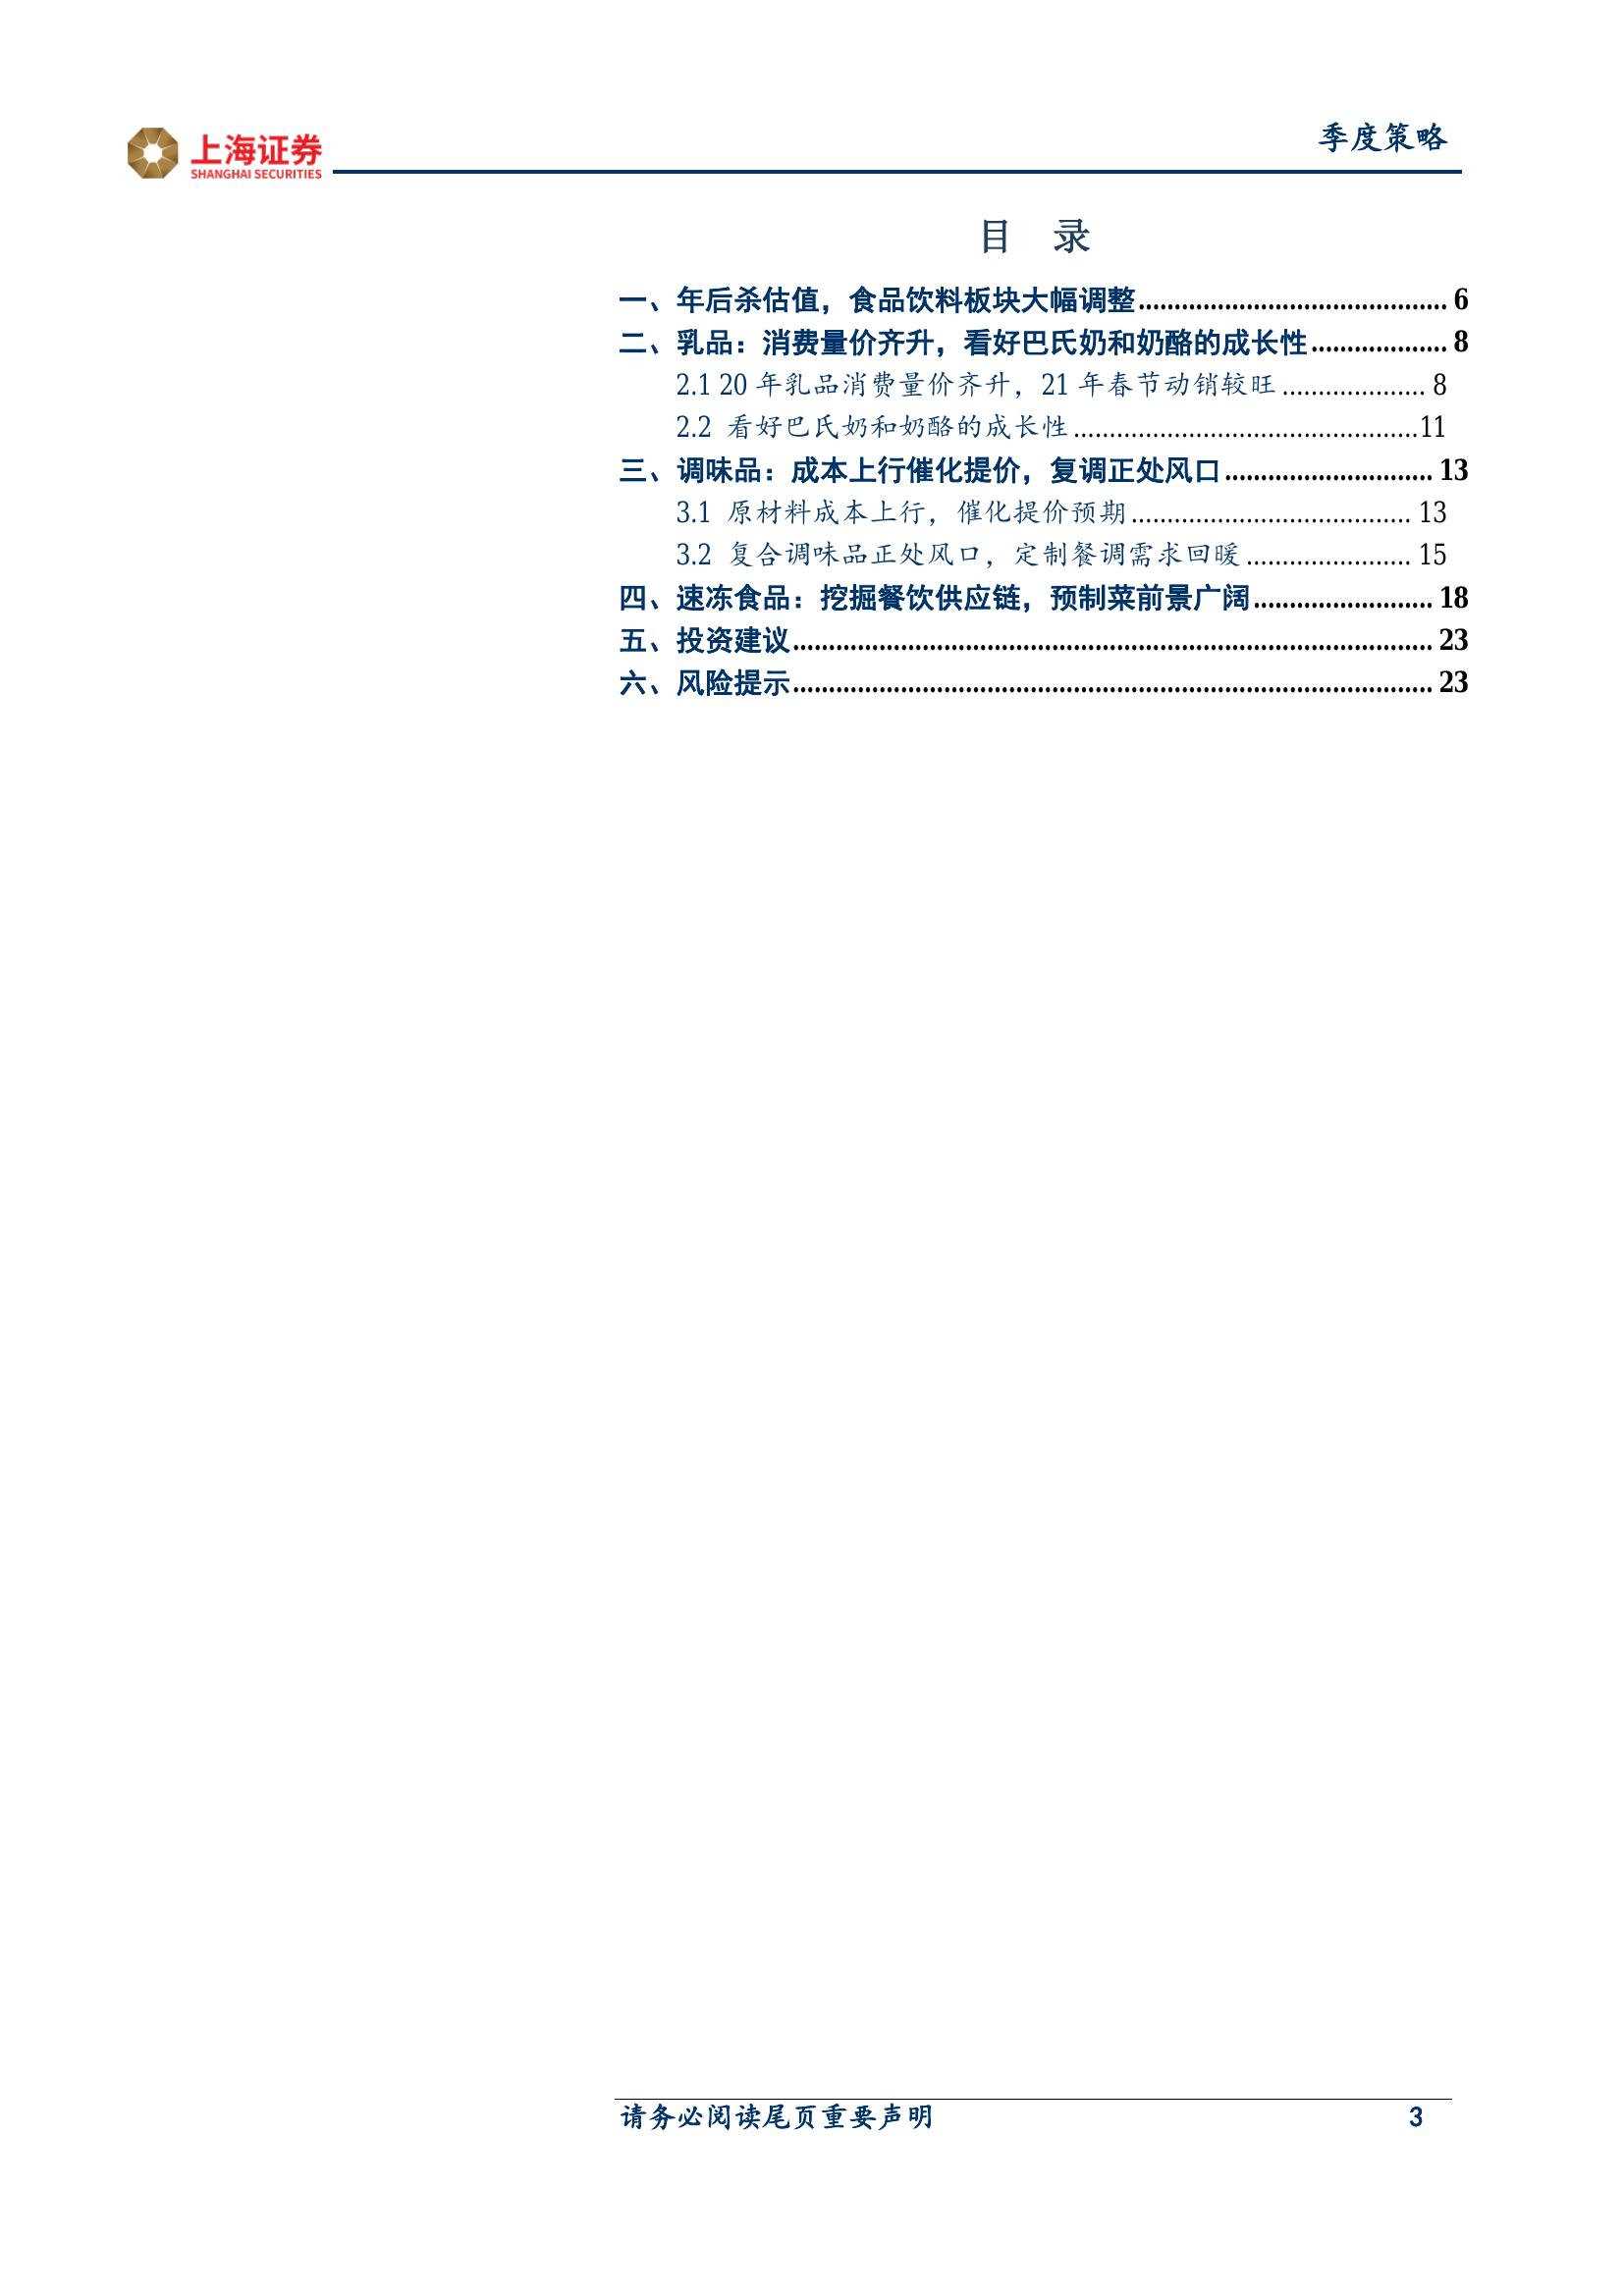 上海证券
SHANGHAI SECURITIES
季度策略
目 录
一、年后杀估值，食品饮料板块大幅调整........................................... 6
二、乳品：消费量价齐升，看好巴氏奶和奶酪的成长性................... 8
2.1 20 年乳品消费量价齐升，21 年春节动销较旺.................... 8
2.2 看好巴氏奶和奶酪的成长性................................................11
三、调味品：成本上行催化提价，复调正处风口............................. 13
3.1 原材料成本上行，催化提价预期....................................... 13
3.2 复合调味品正处风口，定制餐调需求回暖....................... 15
四、速冻食品：挖掘餐饮供应链，预制菜前景广阔......................... 18
五、投资建议......................................................................................... 23
六、风险提示......................................................................................... 23
请务必阅读尾页重要声明 3